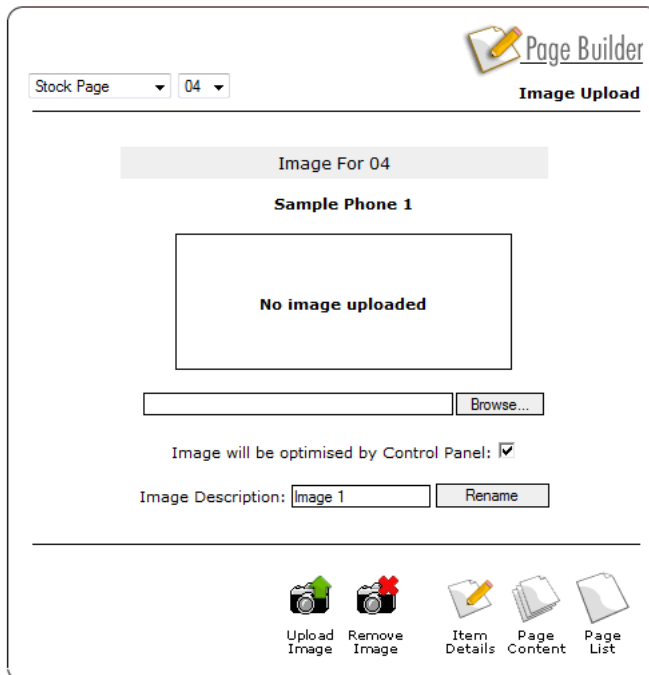 Page Builder
Stock Page 04
Image Upload
Image For 04
Sample Phone 1
No image uploaded
Browse...
Image will be optimised by Control Panel:
Image Description: Image 1 Rename
Upload Image
Remove Image
Item Details
Page Content
Page List